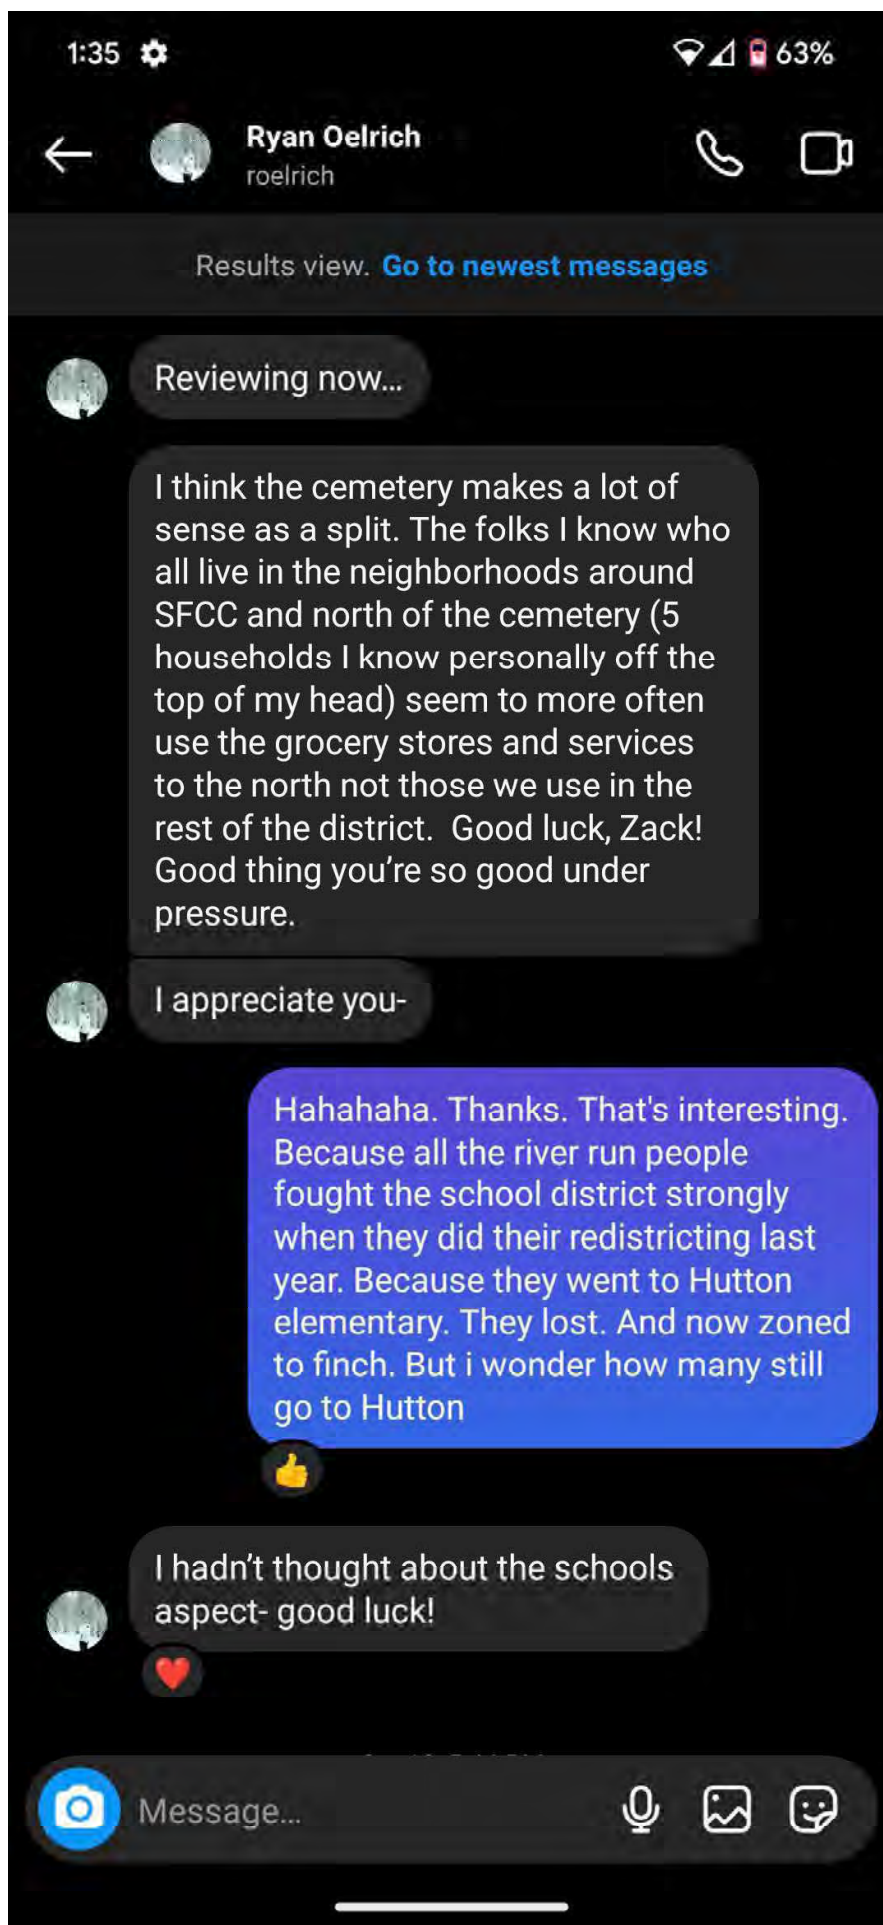 1:35 63%
Ryan Oelrich
roelrich
Results view. Go to newest messages
Reviewing now...
I think the cemetery makes a lot of
sense as a split. The folks I know who
all live in the neighborhoods around
SFCC and north of the cemetery (5
households I know personally off the
top of my head) seem to more often
use the grocery stores and services
to the north not those we use in the
rest of the district.  Good luck, Zack!
Good thing you're so good under
pressure.
I appreciate you-
Hahahaha. Thanks. That's interesting.
Because all the river run people
fought the school district strongly
when they did their redistricting last
year. Because they went to Hutton
elementary. They lost. And now zoned
to finch. But i wonder how many still
go to Hutton
👍
I hadn't thought about the schools
aspect- good luck!
❤️
Message...